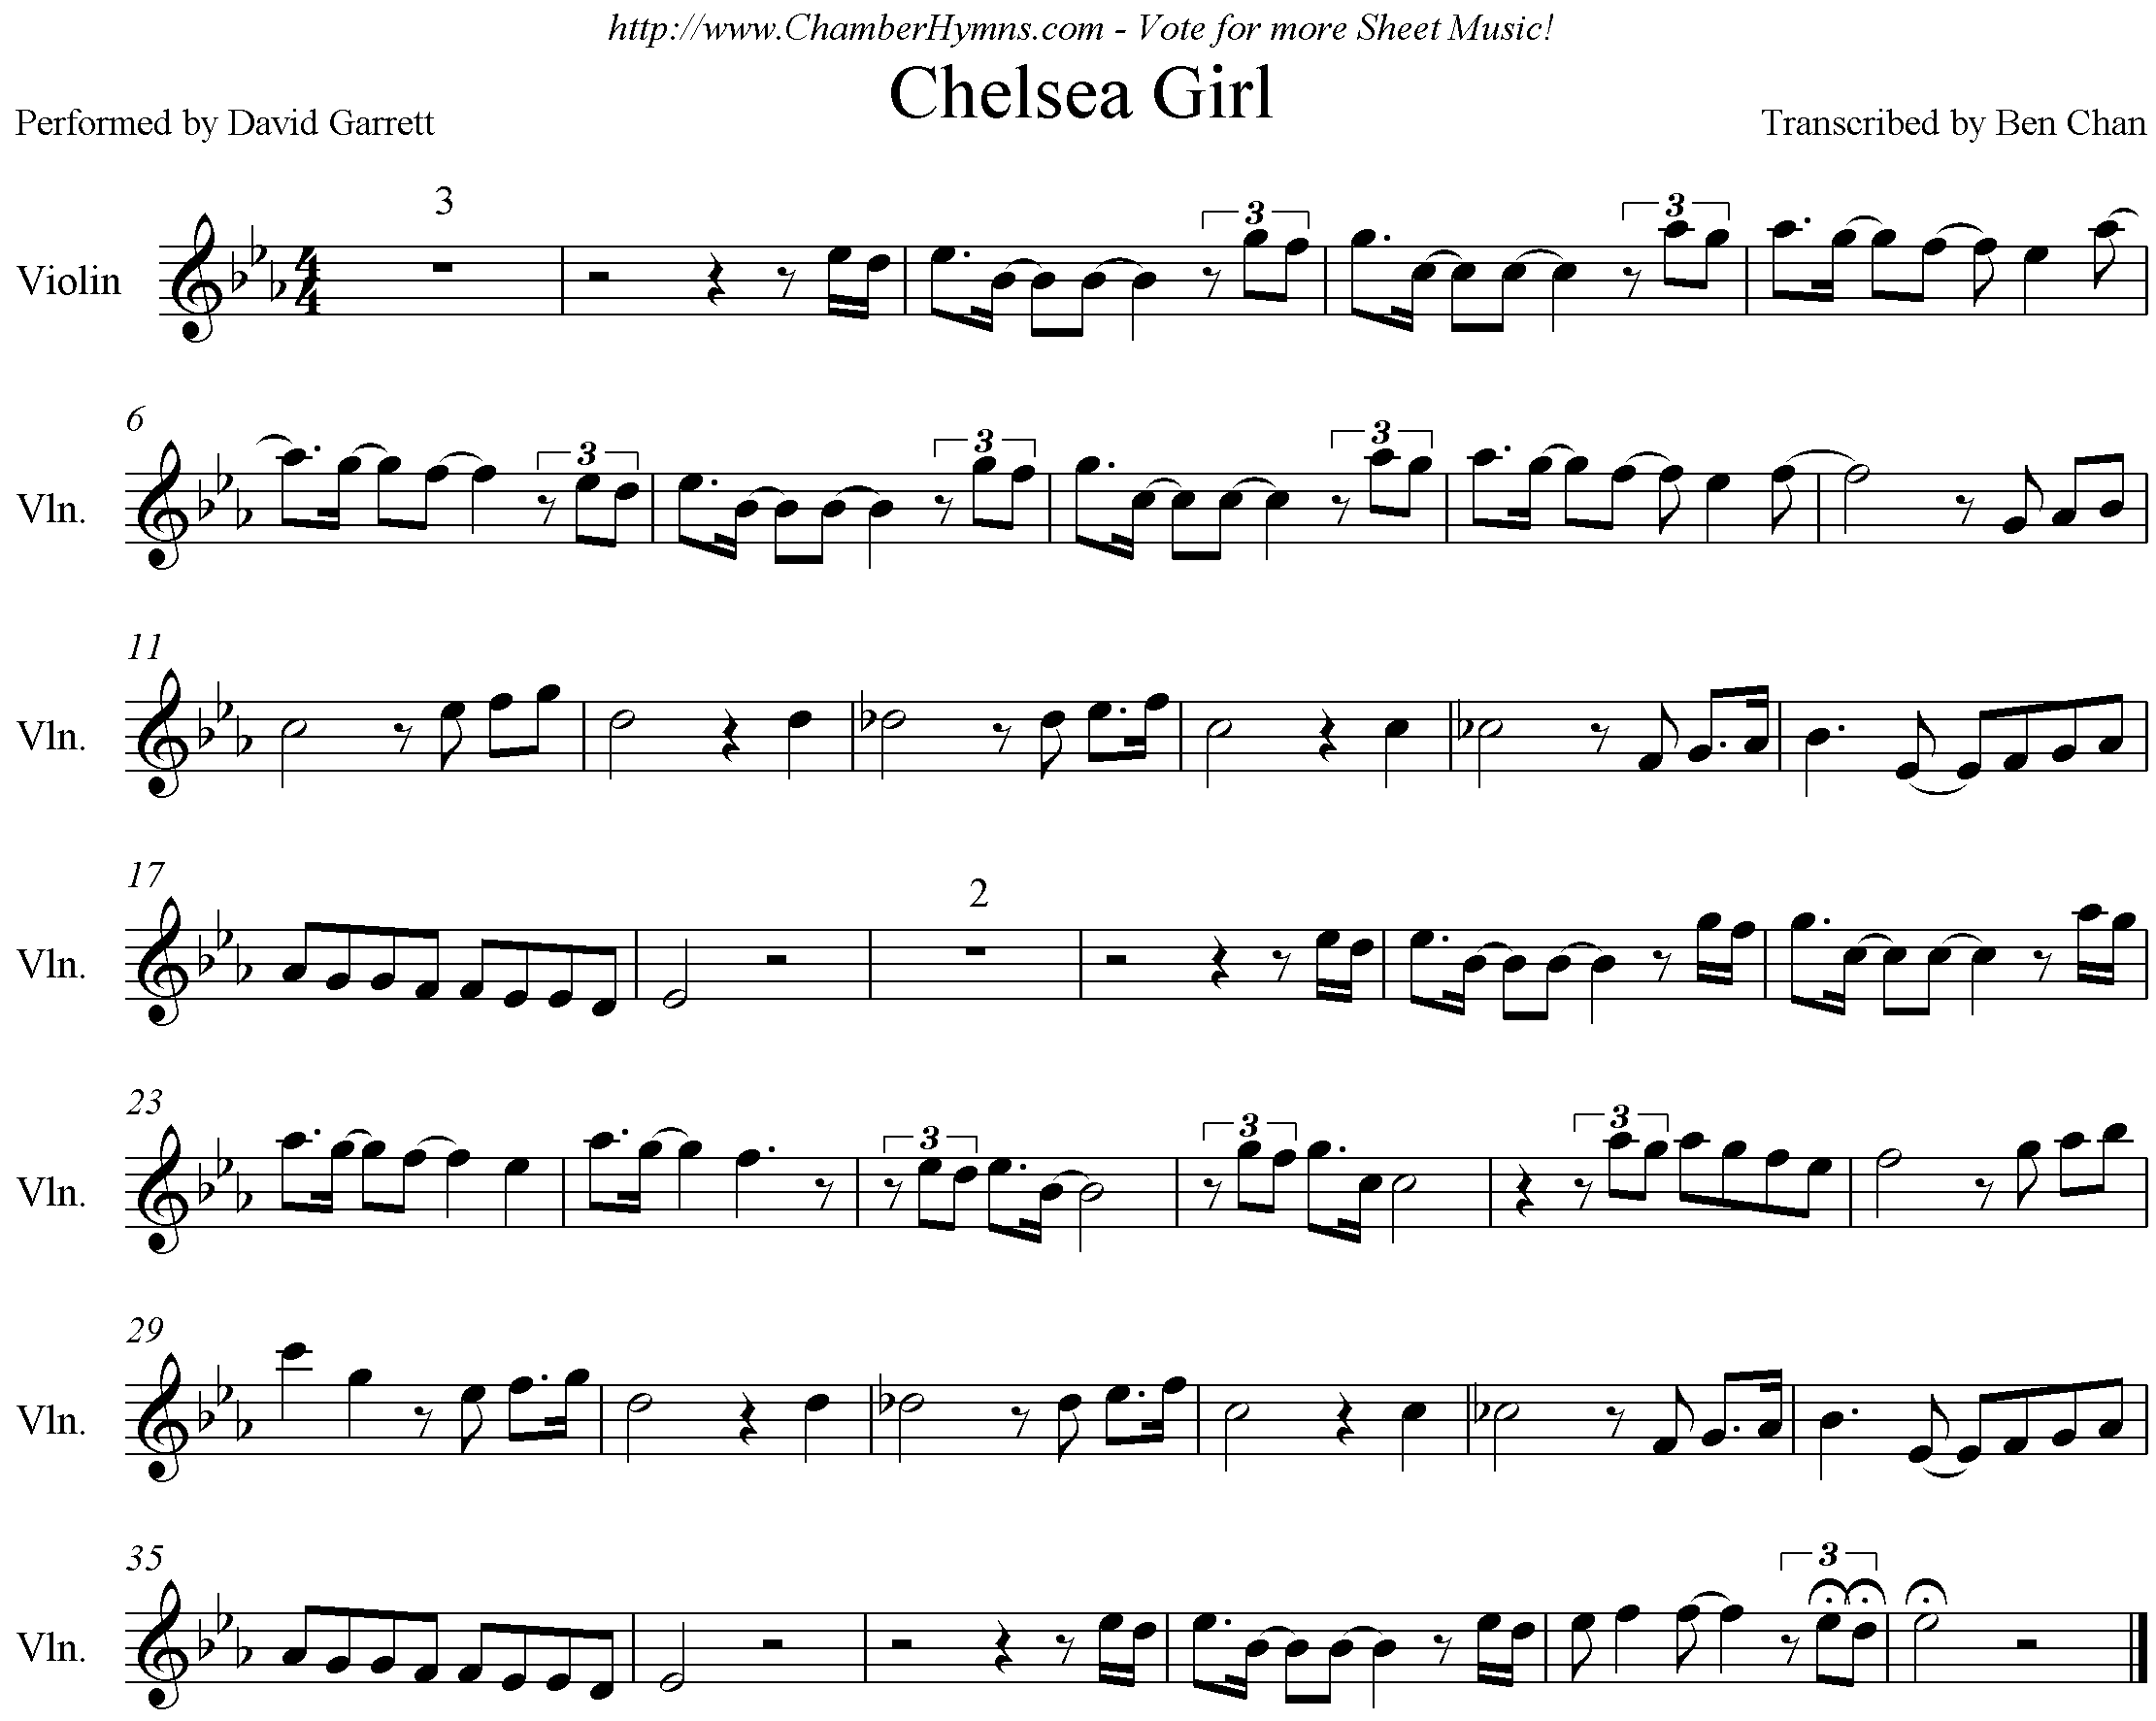 http://www.ChamberHymns.com - Vote for more Sheet Music!
Chelsea Girl
Performed by David Garrett
Transcribed by Ben Chan
3
Violin
4
4
3
3
6
Vln.
3
3
3
11
Vln.
17
2
Vln.
23
Vln.
3
3
3
29
Vln.
35
Vln.
3